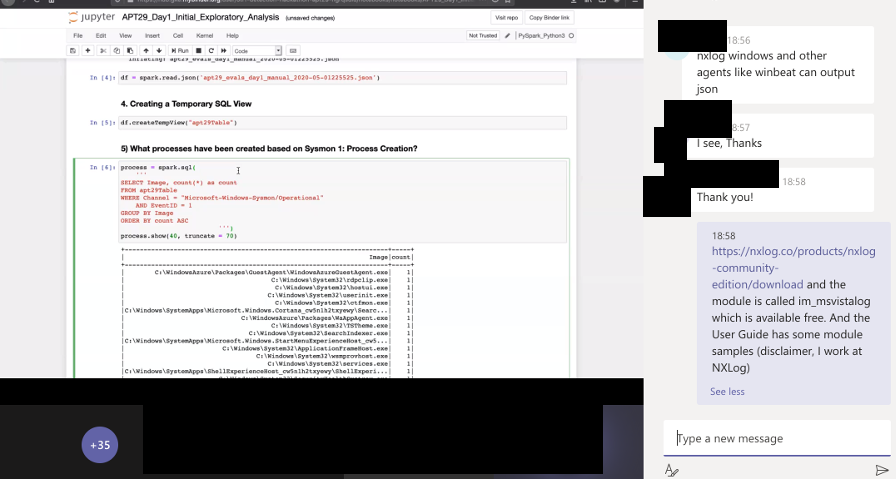 jupyter APT29_Day1_Initial_Exploratory_Analysis (unsaved changes)
Visit repo Copy Binder link
File Edit View Insert Cell Kernel Help
Not Trusted PySpark_Python3
Run Code
In [4]: df = spark.read.json('apt29_evals_day1_manual_2020-05-01225525.json')
4. Creating a Temporary SQL View
In [5]: df.createTempView("apt29Table")
5) What processes have been created based on Sysmon 1: Process Creation?
In [6]: process = spark.sql(
'''
SELECT Image, count(*) as count
FROM apt29Table
WHERE Channel = "Microsoft-Windows-Sysmon/Operational"
AND EventID = 1
GROUP BY Image
ORDER BY count ASC
''')
process.show(40, truncate = 70)
| Image|count|
| C:\WindowsAzure\Packages\GuestAgent\WindowsAzureGuestAgent.exe| 1|
| C:\Windows\System32\rdpclip.exe| 1|
| C:\Windows\System32\hostui.exe| 1|
| C:\Windows\System32\userinit.exe| 1|
| C:\Windows\System32\ctfmon.exe| 1|
|C:\Windows\SystemApps\Microsoft.Windows.Cortana_cw5n1h2txyewy\Searc...| 1|
| C:\WindowsAzure\Packages\WaAppAgent.exe| 1|
| C:\Windows\System32\TSTheme.exe| 1|
| C:\Windows\System32\SearchIndexer.exe| 1|
|C:\Windows\SystemApps\Microsoft.Windows.StartMenuExperienceHost_cw5...| 1|
| C:\Windows\System32\ApplicationFrameHost.exe| 1|
| C:\Windows\System32\wemprovhost.exe| 1|
| C:\Windows\System32\services.exe| 1|
|C:\Windows\SystemApps\ShellExperienceHost_cw5n1h2txyewy\ShellExperi...| 1|
+35
18:56
nxlog windows and other
agents like winbeat can output
json
8:57
I see, Thanks
18:58
Thank you!
18:58
https://nxlog.co/products/nxlog
-community-
edition/download and the
module is called im_msvistalog
which is available free. And the
User Guide has some module
samples (disclaimer, I work at
NXLog)
See less
Type a new message